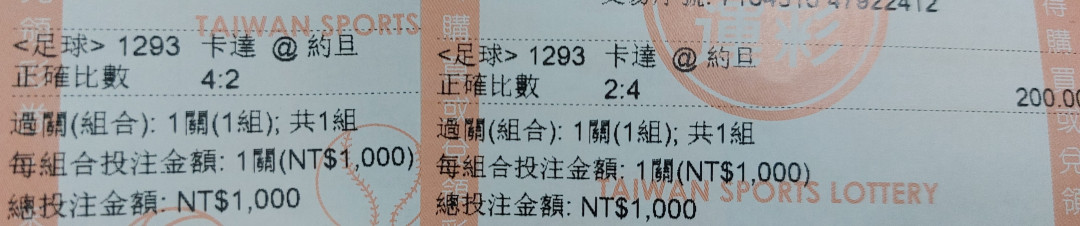 TAIWAN SPORTS
<足球> 1293 卡達 @ 約旦
正確比數 4:2
過關(組合): 1關(1組); 共1組
每組合投注金額: 1關(NT$1,000)
總投注金額: NT$1,000
運彩
<足球> 1293 卡達 @ 約旦
正確比數 2:4
200.00
過關(組合): 1關(1組); 共1組
每組合投注金額: 1關(NT$1,000)
TAIWAN SPORTS LOTTERY
總投注金額: NT$1,000